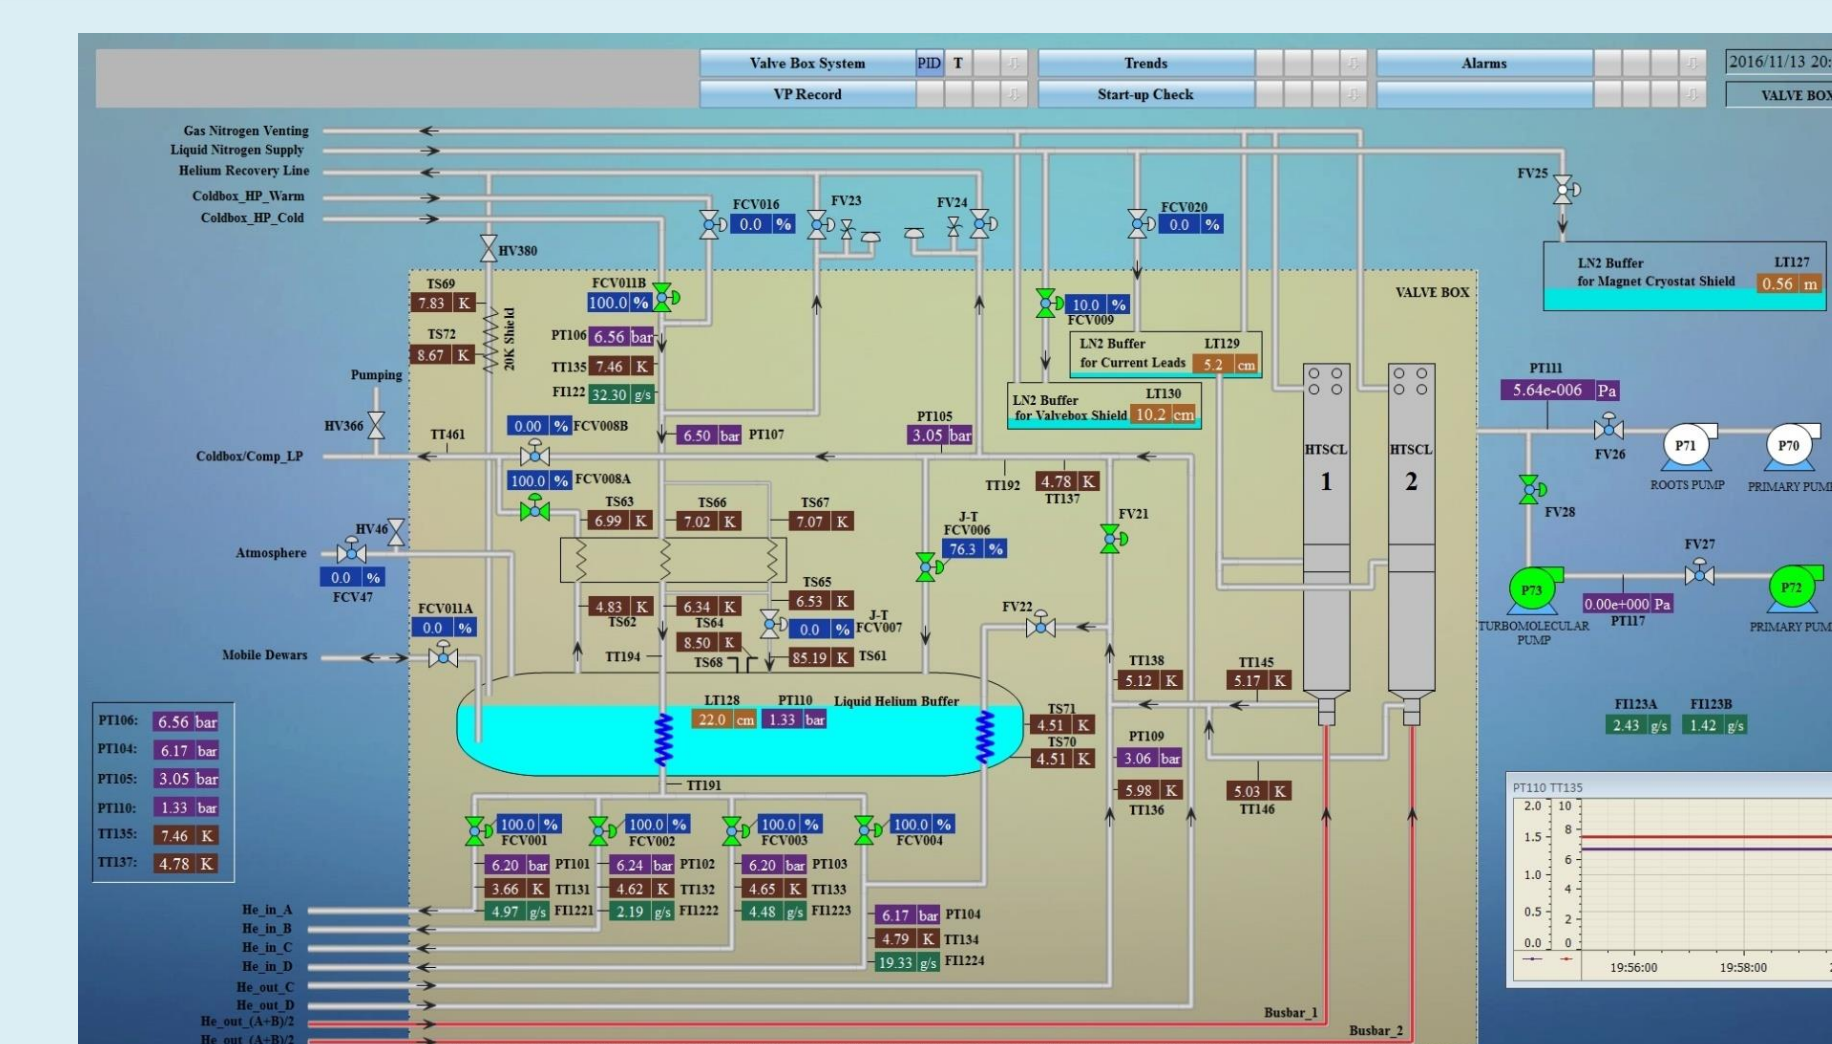 Valve Box System PID T Trends Alarms 2016/11/13 20:
VP Record Start-up Check VALVE BOX
Gas Nitrogen Venting
Liquid Nitrogen Supply
Helium Recovery Line
Coldbox_HP_Warm
Coldbox_HP_Cold
FCV016
0.0 %
FV23
FV24
FCV020
0.0 %
FV25
HV380
LN2 Buffer
for Magnet Cryostat Shield
LT127
0.56 m
VALVE BOX
TS69
7.83 K
TS72
8.67 K
20K Shield
FCV011B
100.0 %
PT106 6.56 bar
TT135 7.46 K
FI122 32.30 g/s
6.50 bar PT107
10.0 %
FCV009
LN2 Buffer
for Current Leads
LT129
5.2 cm
LN2 Buffer
for Valvebox Shield
LT130
10.2 cm
PT105
3.05 bar
Pumping
HV366
TT461
0.00 % FCV008B
Coldbox/Comp_LP
100.0 % FCV008A
TT192
4.78 K
TT137
HTSCL
1
HTSCL
2
PT111
5.64e-006 Pa
FV26
P71
ROOTS PUMP
P70
PRIMARY PUM
FV28
TS63
6.99 K
TS66
7.02 K
TS67
7.07 K
J-T
FCV006
76.3 %
FV21
HV46
Atmosphere
0.0 %
FCV47
FV27
P73
TURBOMOLECULAR
PUMP
0.00e+000 Pa
PT117
P72
PRIMARY PUM
FCV011A
0.0 %
4.83 K
TS62
6.34 K
TS64
8.50 K
TS68
TS65
6.53 K
J-T
0.0 % FCV007
85.19 K TS61
TT194
FV22
Mobile Dewars
TT138
5.12 K
TT145
5.17 K
LT128
22.0 cm
PT110
1.33 bar
Liquid Helium Buffer
TS71
4.51 K
TS70
4.51 K
PT109
3.06 bar
5.98 K
TT136
5.03 K
TT146
FI123A
2.43 g/s
FI123B
1.42 g/s
PT106: 6.56 bar
PT104: 6.17 bar
PT105: 3.05 bar
PT110: 1.33 bar
TT135: 7.46 K
TT137: 4.78 K
TT191
100.0 %
FCV001
100.0 %
FCV002
100.0 %
FCV003
100.0 %
FCV004
6.20 bar PT101
3.66 K TT131
4.97 g/s FI1221
6.24 bar PT102
4.62 K TT132
2.19 g/s FI1222
6.20 bar PT103
4.65 K TT133
4.48 g/s FI1223
6.17 bar PT104
4.79 K TT134
19.33 g/s FI1224
PT110 TT135
2.0 10
8
1.5
6
1.0
4
0.5
2
0.0 0
19:56:00 19:58:00
He_in_A
He_in_B
He_in_C
He_in_D
He_out_C
He_out_D
He_out_(A+B)/2
He_out_(A+B)/2
Busbar_1
Busbar_2